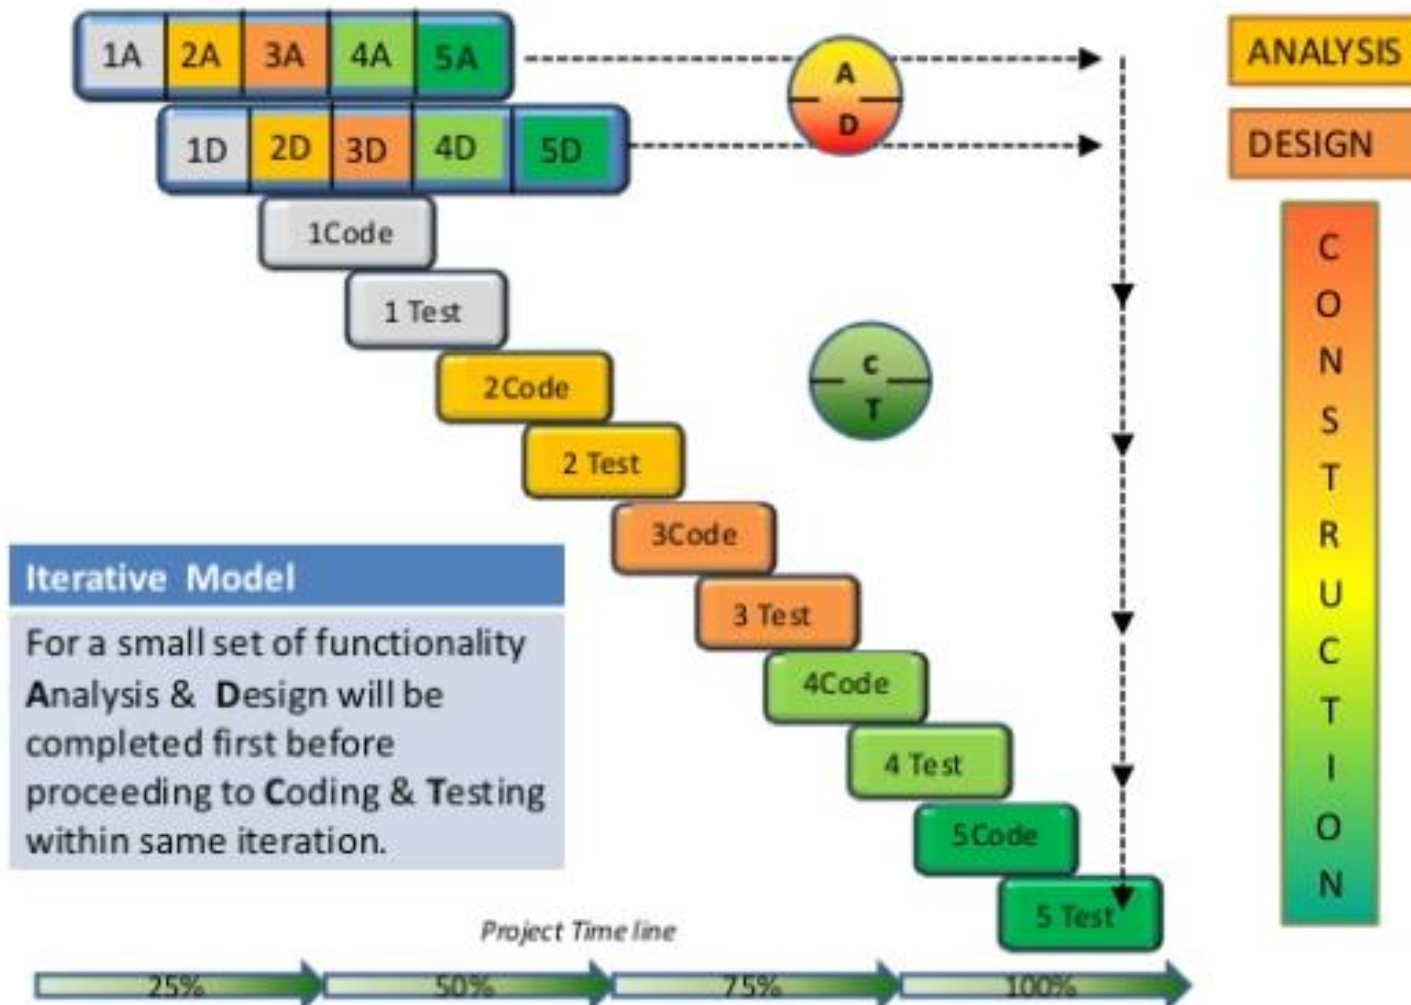 1A 2A 3A 4A 5A
A
D
ANALYSIS
1D 2D 3D 4D 5D
DESIGN
1Code
1 Test
2Code
2 Test
3Code
3 Test
4Code
4 Test
5Code
5 Test
C
T
C
O
N
S
T
R
U
C
T
I
O
N
Iterative Model
For a small set of functionality
Analysis & Design will be
completed first before
proceeding to Coding & Testing
within same iteration.
Project Time line
25% 50% 75% 100%